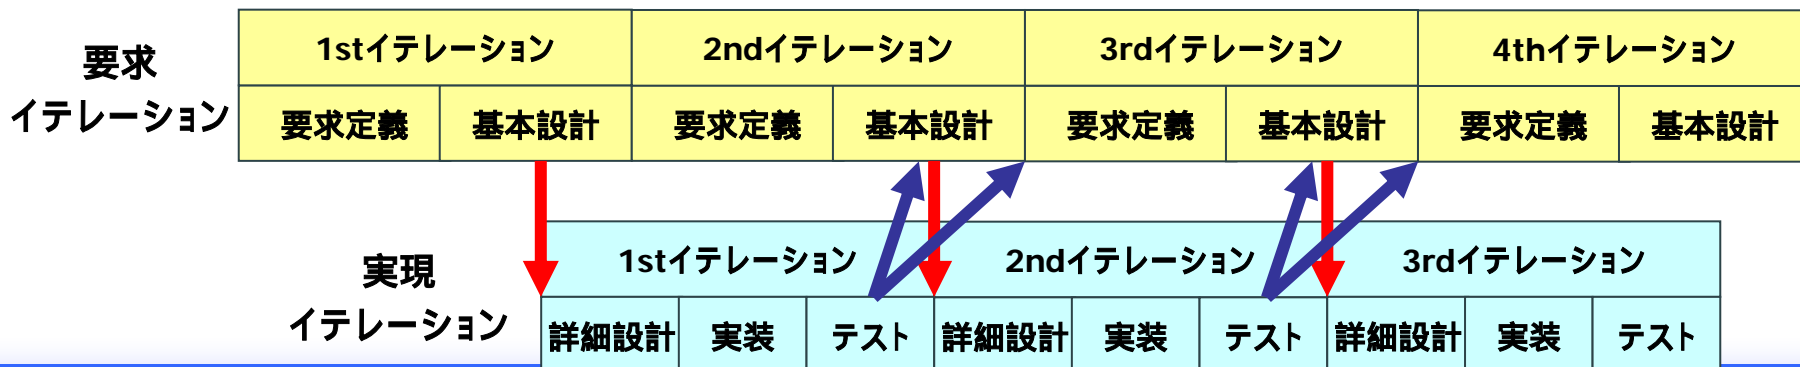 要求
イテレーション
1stイテレーション 2ndイテレーション 3rdイテレーション 4thイテレーション
要求定義 基本設計 要求定義 基本設計 要求定義 基本設計 要求定義 基本設計
実現
イテレーション
1stイテレーション 2ndイテレーション 3rdイテレーション
詳細設計 実装 テスト 詳細設計 実装 テスト 詳細設計 実装 テスト